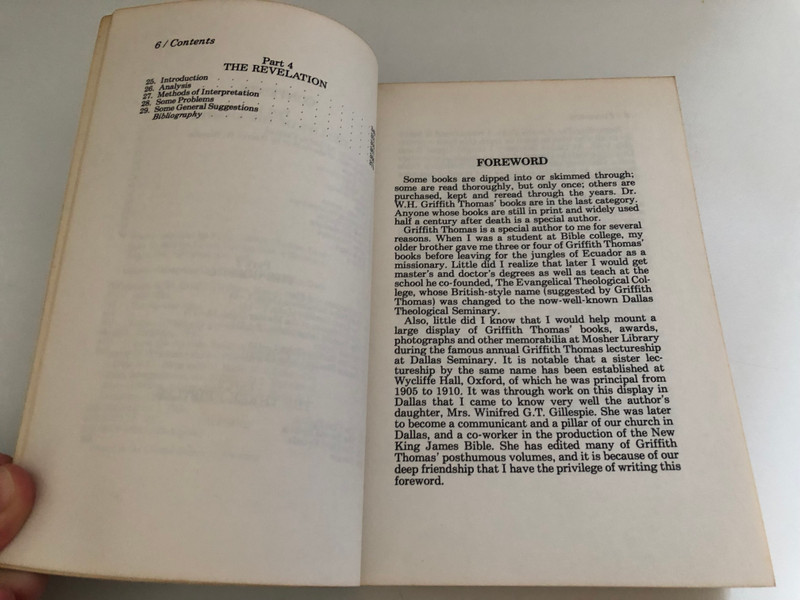 6 / Contents
Part 4
THE REVELATION
25. Introduction . . . . . . . . .
26. Analysis . . . . . . . . .
27. Methods of Interpretation . . . . . . . . .
28. Some Problems . . . . . . . . .
29. Some General Suggestions . . . . . . . . .
Bibliography . . . . . . . . .
FOREWORD
Some books are dipped into or skimmed through;
some are read thoroughly, but only once; others are
purchased, kept and reread through the years. Dr.
W.H. Griffith Thomas' books are in the last category.
Anyone whose books are still in print and widely used
half a century after death is a special author.
Griffith Thomas is a special author to me for several
reasons. When I was a student at Bible college, my
older brother gave me three or four of Griffith Thomas'
books before leaving for the jungles of Ecuador as a
missionary. Little did I realize that later I would get
master's and doctor's degrees as well as teach at the
school he co-founded, The Evangelical Theological Col-
lege, whose British-style name (suggested by Griffith
Thomas) was changed to the now-well-known Dallas
Theological Seminary.
Also, little did I know that I would help mount a
large display of Griffith Thomas' books, awards,
photographs and other memorabilia at Mosher Library
during the famous annual Griffith Thomas lectureship
at Dallas Seminary. It is notable that a sister lec-
tureship by the same name has been established at
Wycliffe Hall, Oxford, of which he was principal from
1905 to 1910. It was through work on this display in
Dallas that I came to know very well the author's
daughter, Mrs. Winifred G.T. Gillespie. She was later
to become a communicant and a pillar of our church in
Dallas, and a co-worker in the production of the New
King James Bible. She has edited many of Griffith
Thomas' posthumous volumes, and it is because of our
deep friendship that I have the privilege of writing this
foreword.